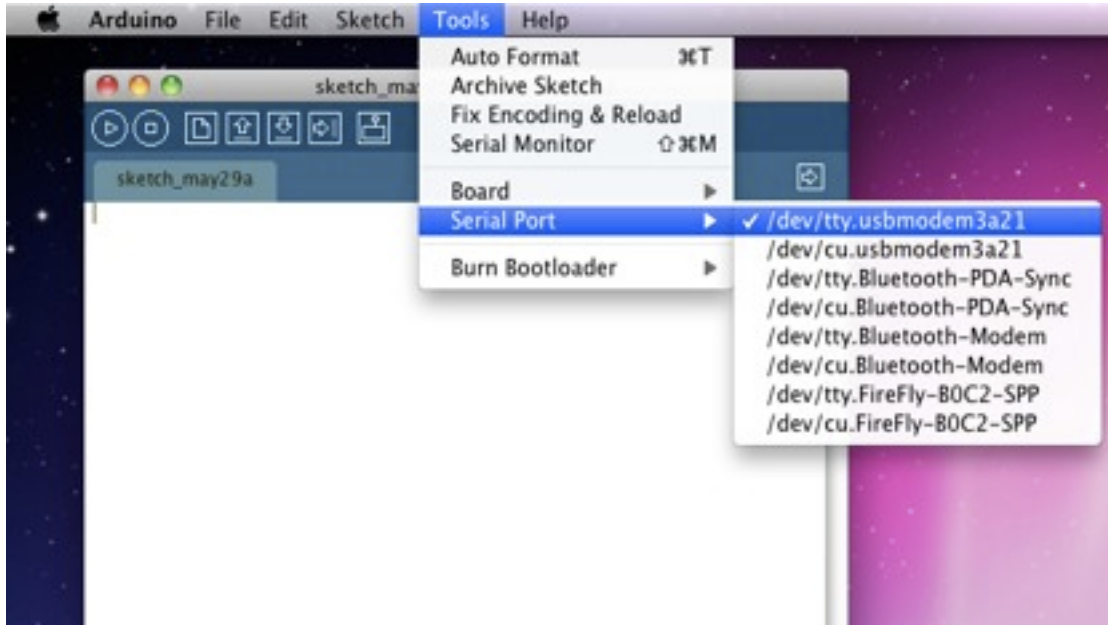 Arduino File Edit Sketch Tools Help
sketch_ma
Auto Format ⌘T
Archive Sketch
Fix Encoding & Reload
Serial Monitor ⇧⌘M
sketch_may29a
Board
Serial Port
Burn Bootloader
✓ /dev/tty.usbmodem3a21
/dev/cu.usbmodem3a21
/dev/tty.Bluetooth-PDA-Sync
/dev/cu.Bluetooth-PDA-Sync
/dev/tty.Bluetooth-Modem
/dev/cu.Bluetooth-Modem
/dev/tty.FireFly-B0C2-SPP
/dev/cu.FireFly-B0C2-SPP